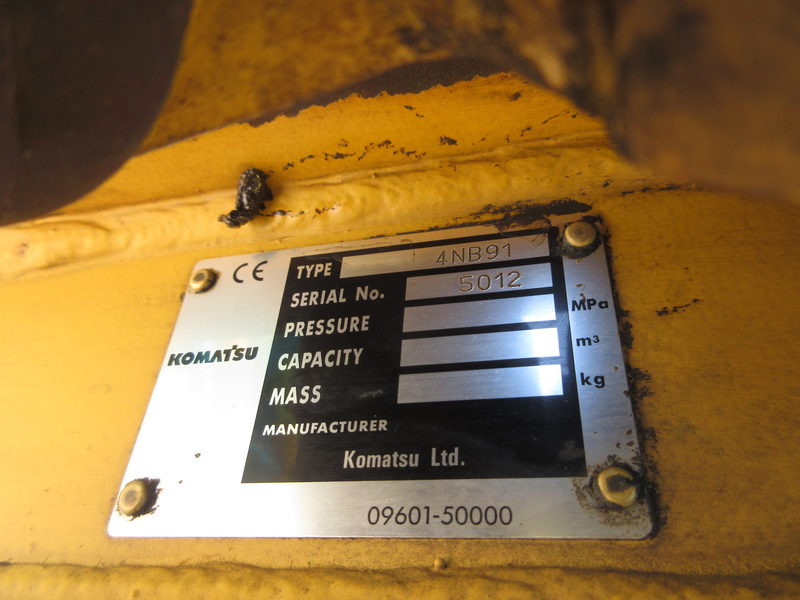 CE
TYPE 4NB91
SERIAL No. 5012
PRESSURE MPa
CAPACITY m³
MASS kg
KOMATSU
MANUFACTURER
Komatsu Ltd.
09601-50000